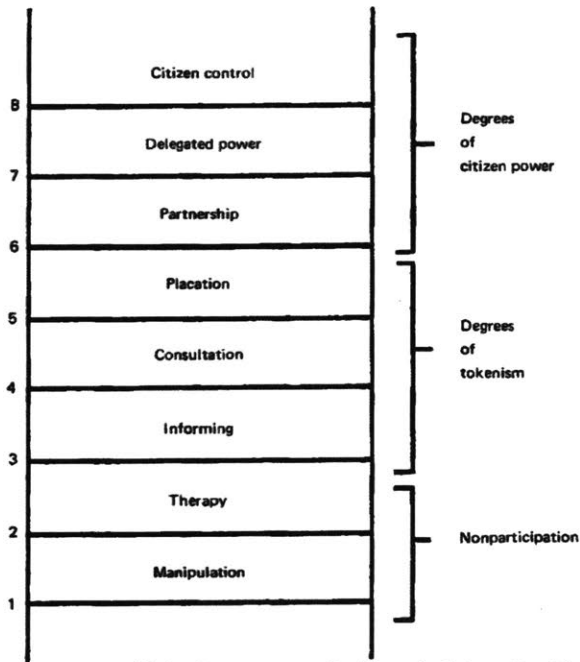 Citizen control
8
Delegated power
7
Partnership
6
Placation
5
Consultation
4
Informing
3
Therapy
2
Manipulation
1
Degrees
of
citizen power
Degrees
of
tokenism
Nonparticipation